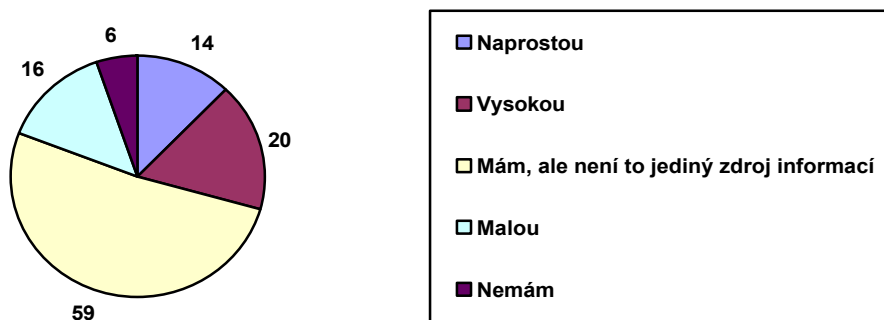 6
14
16
20
59
Naprostou
Vysokou
Mám, ale není to jediný zdroj informací
Malou
Nemám